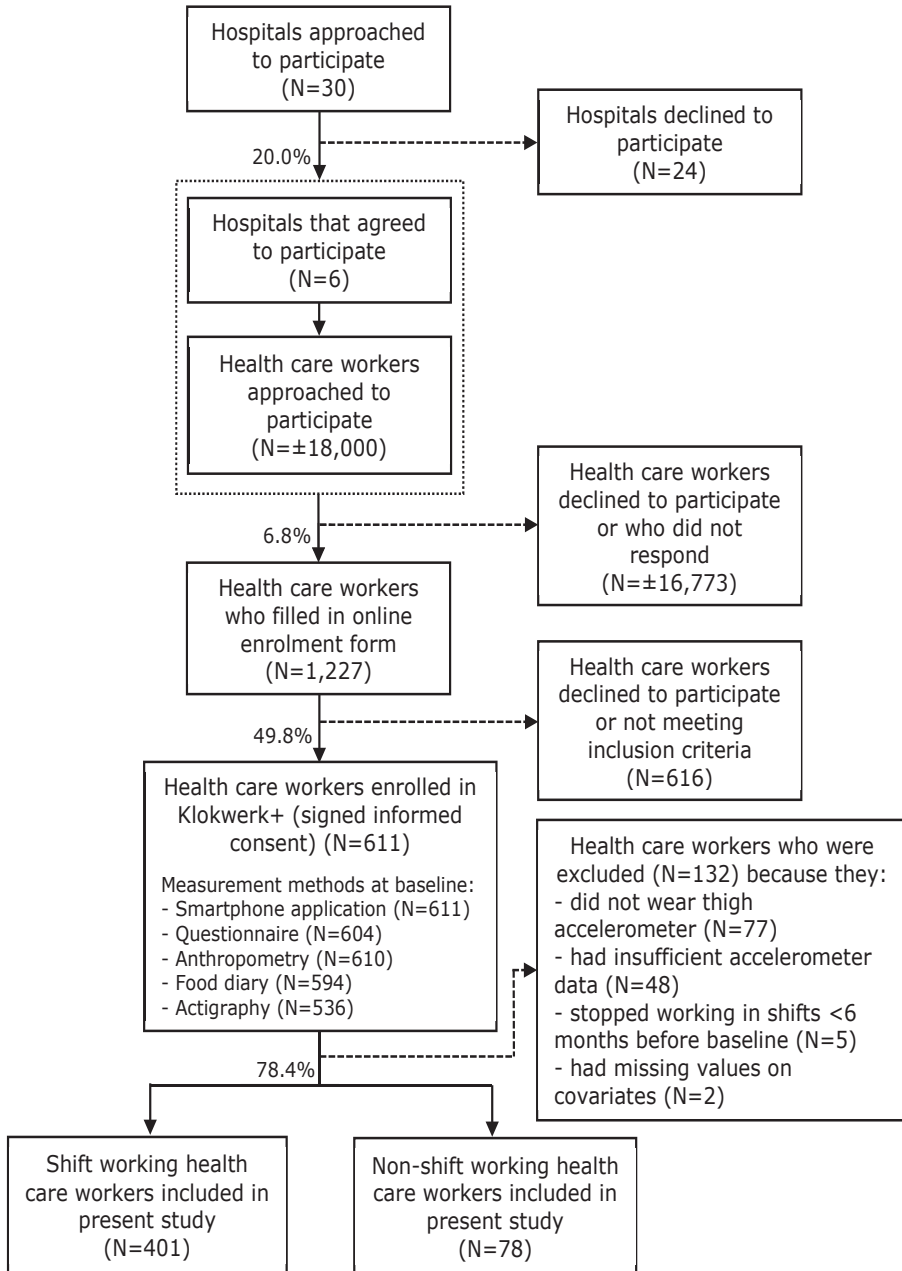 Hospitals approached
to participate
(N=30)
Hospitals declined to
participate
(N=24)
20.0%
Hospitals that agreed
to participate
(N=6)
Health care workers
approached to
participate
(N=±18,000)
Health care workers
declined to participate
or who did not
respond
(N=±16,773)
6.8%
Health care workers
who filled in online
enrolment form
(N=1,227)
Health care workers
declined to participate
or not meeting
inclusion criteria
(N=616)
49.8%
Health care workers enrolled in
Klokwerk+ (signed informed
consent) (N=611)
Measurement methods at baseline:
- Smartphone application (N=611)
- Questionnaire (N=604)
- Anthropometry (N=610)
- Food diary (N=594)
- Actigraphy (N=536)
Health care workers who were
excluded (N=132) because they:
- did not wear thigh
accelerometer (N=77)
- had insufficient accelerometer
data (N=48)
- stopped working in shifts <6
months before baseline (N=5)
- had missing values on
covariates (N=2)
78.4%
Shift working health
care workers included in
present study
(N=401)
Non-shift working health
care workers included in
present study
(N=78)